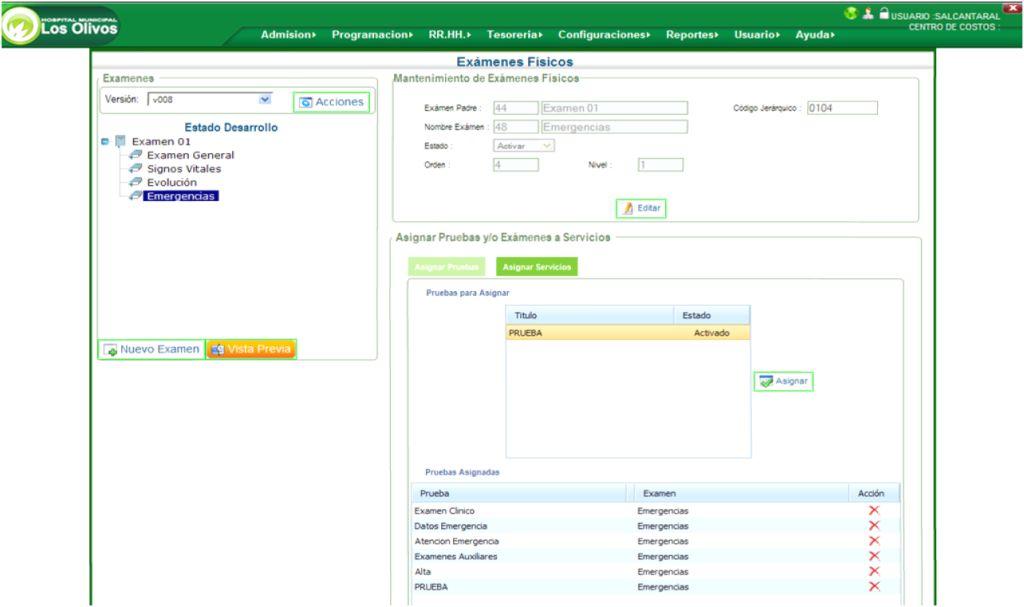 HOSPITAL MUNICIPAL
Los Olivos
USUARIO :SALCANTARAL
CENTRO DE COSTOS :
Admision Programacion RR.HH. Tesoreria Configuraciones Reportes Usuario Ayuda
Exámenes Físicos
Examenes
Versión: v008 Acciones
Estado Desarrollo
Examen 01
Examen General
Signos Vitales
Evolución
Emergencias
Nuevo Examen Vista Previa
Mantenimiento de Exámenes Físicos
Exámen Padre : 44 Examen 01 Código Jerárquico : 0104
Nombre Exámen : 48 Emergencias
Estado : Activar
Orden : 4 Nivel : 1
Editar
Asignar Pruebas y/o Exámenes a Servicios
Asignar Pruebas Asignar Servicios
Pruebas para Asignar
Titulo Estado
PRUEBA Activado
Asignar
Pruebas Asignadas
Prueba Examen Acción
Examen Clinico Emergencias
Datos Emergencia Emergencias
Atencion Emergencia Emergencias
Examenes Auxiliares Emergencias
Alta Emergencias
PRUEBA Emergencias